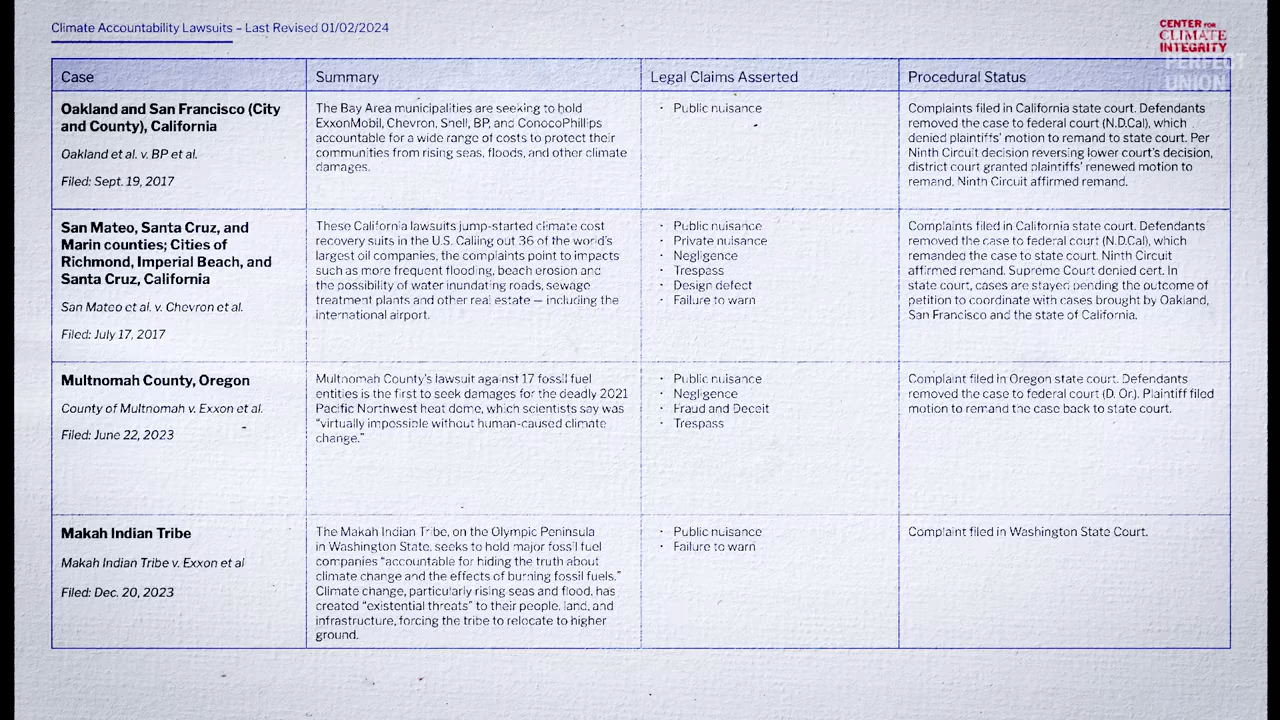 Climate Accountability Lawsuits – Last Revised 01/02/2024
CENTER FOR
CLIMATE
INTEGRITY
PERFECT
UNION
Case
Summary
Legal Claims Asserted
Procedural Status
Oakland and San Francisco (City
and County), California
Oakland et al. v. BP et al.
Filed: Sept. 19, 2017
The Bay Area municipalities are seeking to hold
ExxonMobil, Chevron, Shell, BP, and ConocoPhillips
accountable for a wide range of costs to protect their
communities from rising seas, floods, and other climate
damages.
· Public nuisance
Complaints filed in California state court. Defendants
removed the case to federal court (N.D.Cal), which
denied plaintiffs' motion to remand to state court. Per
Ninth Circuit decision reversing lower court's decision,
district court granted plaintiffs' renewed motion to
remand. Ninth Circuit affirmed remand.
San Mateo, Santa Cruz, and
Marin counties; Cities of
Richmond, Imperial Beach, and
Santa Cruz, California
San Mateo et al. v. Chevron et al.
Filed: July 17, 2017
These California lawsuits jump-started climate cost
recovery suits in the U.S. Calling out 36 of the world's
largest oil companies, the complaints point to impacts
such as more frequent flooding, beach erosion and
the possibility of water inundating roads, sewage
treatment plants and other real estate — including the
international airport.
· Public nuisance
· Private nuisance
· Negligence
· Trespass
· Design defect
· Failure to warn
Complaints filed in California state court. Defendants
removed the case to federal court (N.D.Cal), which
remanded the case to state court. Ninth Circuit
affirmed remand. Supreme Court denied cert. In
state court, cases are stayed pending the outcome of
petition to coordinate with cases brought by Oakland,
San Francisco and the state of California.
Multnomah County, Oregon
County of Multnomah v. Exxon et al.
Filed: June 22, 2023
Multnomah County's lawsuit against 17 fossil fuel
entities is the first to seek damages for the deadly 2021
Pacific Northwest heat dome, which scientists say was
"virtually impossible without human-caused climate
change."
· Public nuisance
· Negligence
· Fraud and Deceit
· Trespass
Complaint filed in Oregon state court. Defendants
removed the case to federal court (D. Or.). Plaintiff filed
motion to remand the case back to state court.
Makah Indian Tribe
Makah Indian Tribe v. Exxon et al
Filed: Dec. 20, 2023
The Makah Indian Tribe, on the Olympic Peninsula
in Washington State, seeks to hold major fossil fuel
companies "accountable for hiding the truth about
climate change and the effects of burning fossil fuels."
Climate change, particularly rising seas and flood, has
created "existential threats" to their people, land, and
infrastructure, forcing the tribe to relocate to higher
ground.
· Public nuisance
· Failure to warn
Complaint filed in Washington State Court.